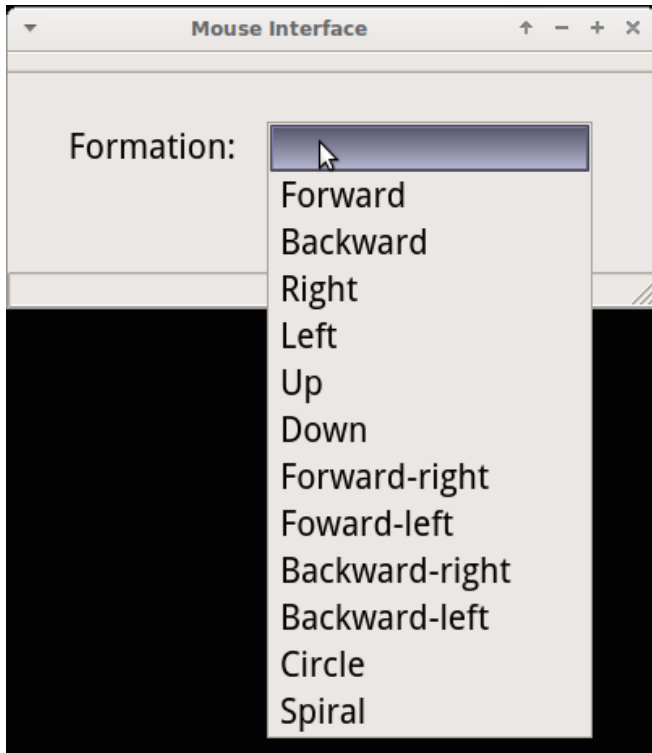 Mouse Interface
Formation:
Forward
Backward
Right
Left
Up
Down
Forward-right
Foward-left
Backward-right
Backward-left
Circle
Spiral